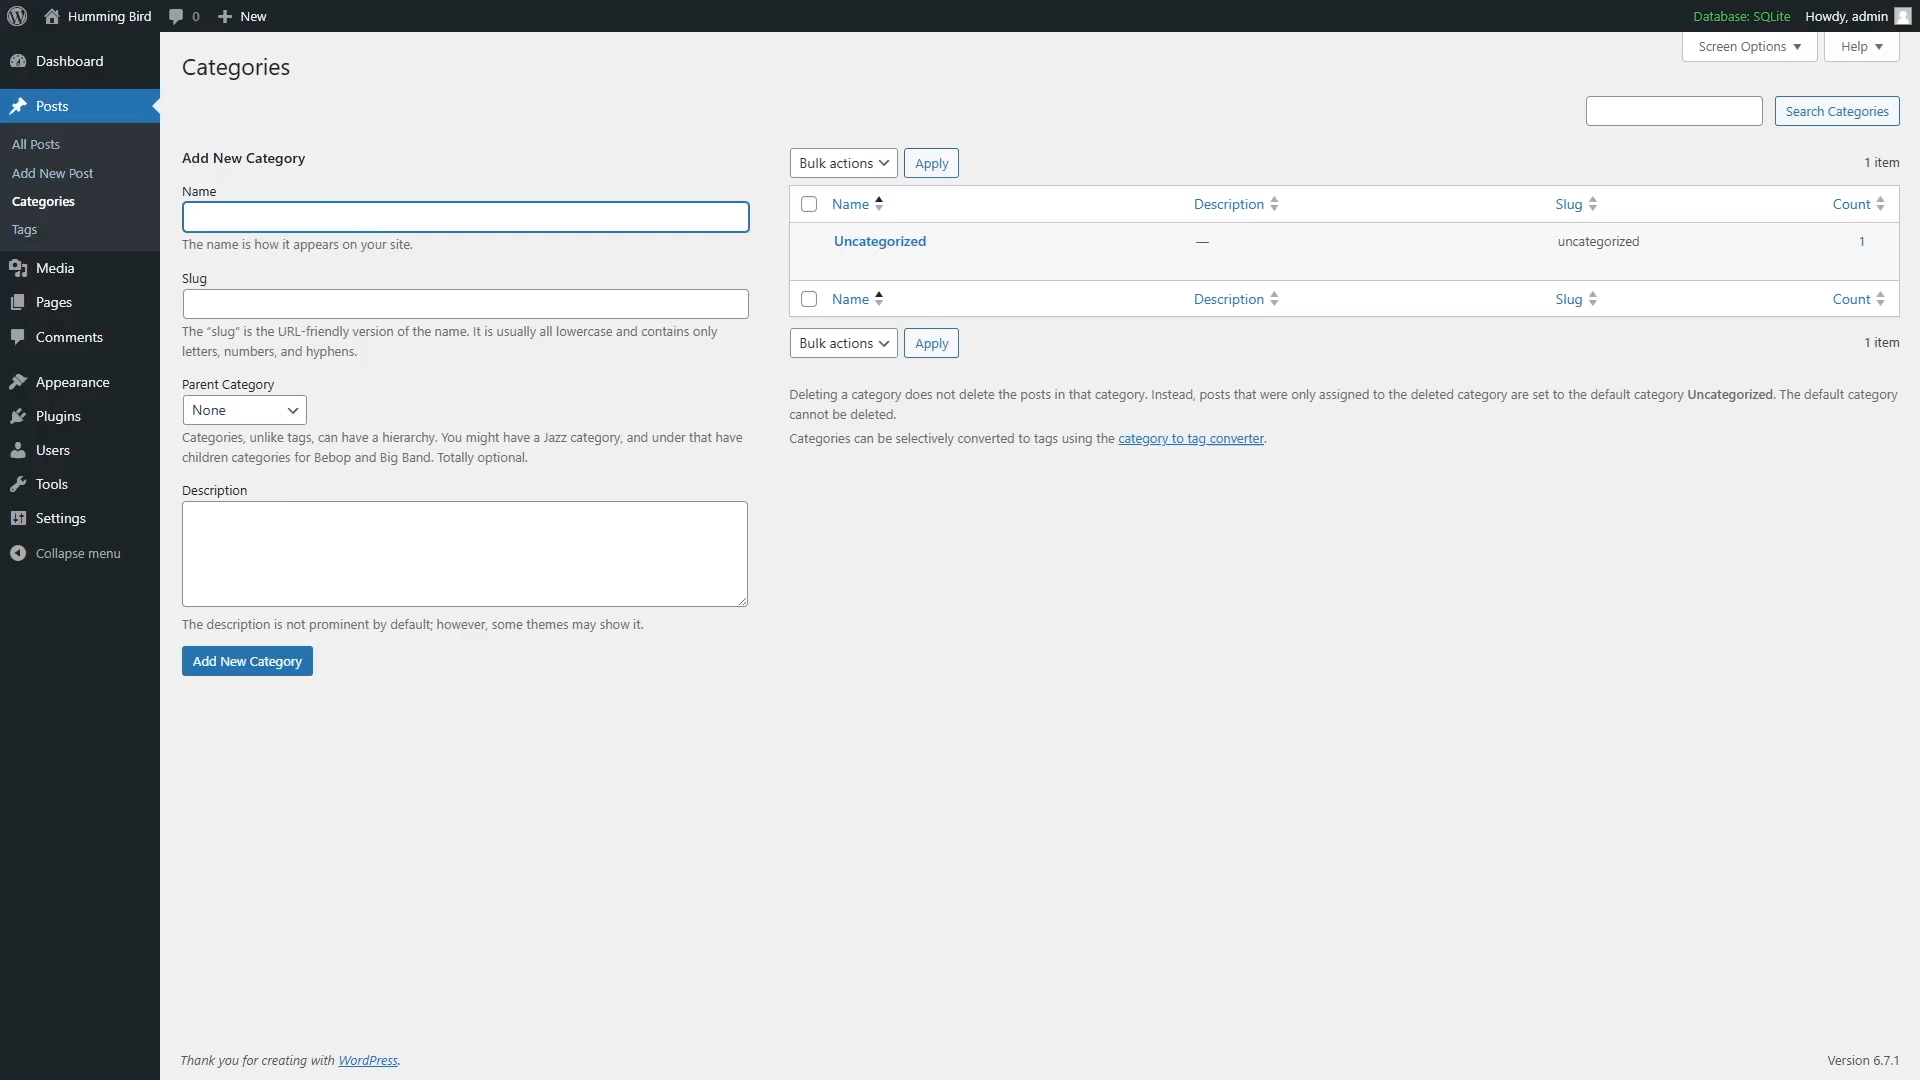 Humming Bird
0
New
Database: SQLite
Howdy, admin
Dashboard
Posts
All Posts
Add New Post
Categories
Tags
Media
Pages
Comments
Appearance
Plugins
Users
Tools
Settings
Collapse menu
Screen Options
Help
Categories
Search Categories
Add New Category
Name
The name is how it appears on your site.
Slug
The “slug” is the URL-friendly version of the name. It is usually all lowercase and contains only
letters, numbers, and hyphens.
Parent Category
None
Categories, unlike tags, can have a hierarchy. You might have a Jazz category, and under that have
children categories for Bebop and Big Band. Totally optional.
Description
The description is not prominent by default; however, some themes may show it.
Add New Category
Bulk actions
Apply
1 item
Name
Description
Slug
Count
Uncategorized
—
uncategorized
1
Name
Description
Slug
Count
Bulk actions
Apply
1 item
Deleting a category does not delete the posts in that category. Instead, posts that were only assigned to the deleted category are set to the default category Uncategorized. The default category
cannot be deleted.
Categories can be selectively converted to tags using the category to tag converter.
Thank you for creating with WordPress.
Version 6.7.1